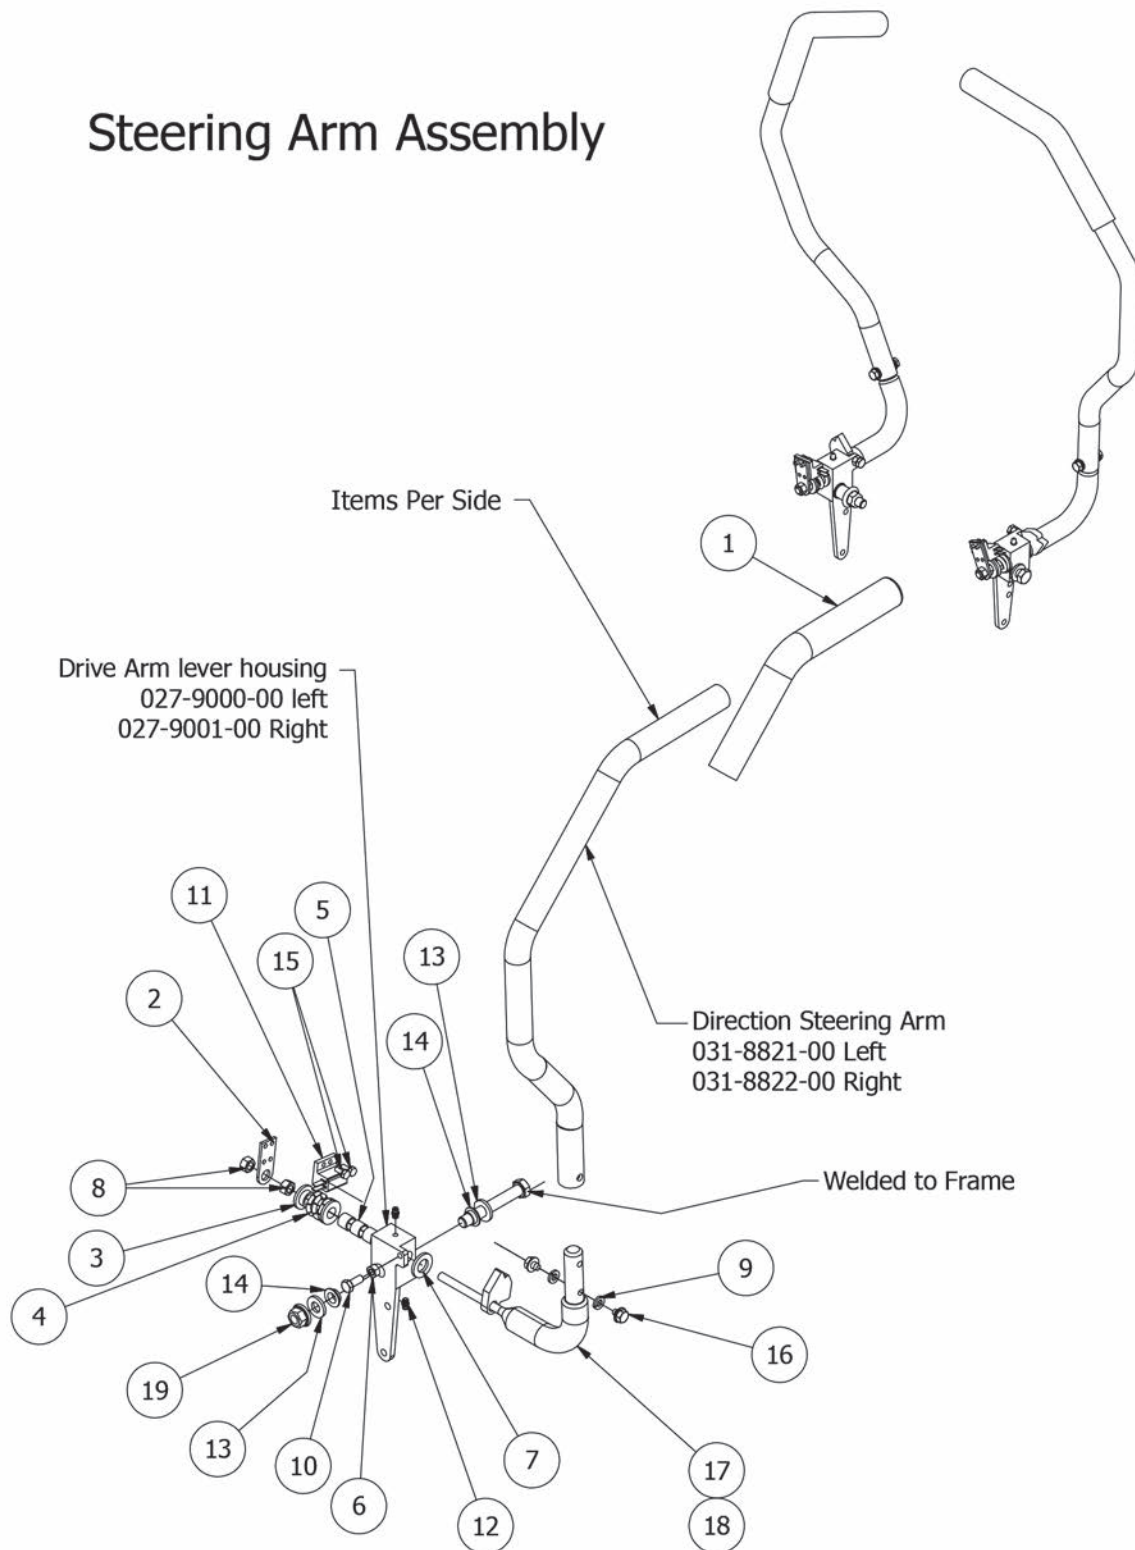 Steering Arm Assembly
Items Per Side
1
Drive Arm lever housing
027-9000-00 left
027-9001-00 Right
11
5
15
13
2
14
Direction Steering Arm
031-8821-00 Left
031-8822-00 Right
8
Welded to Frame
3
14
9
4
16
19
13
10
7
6
17
12
18